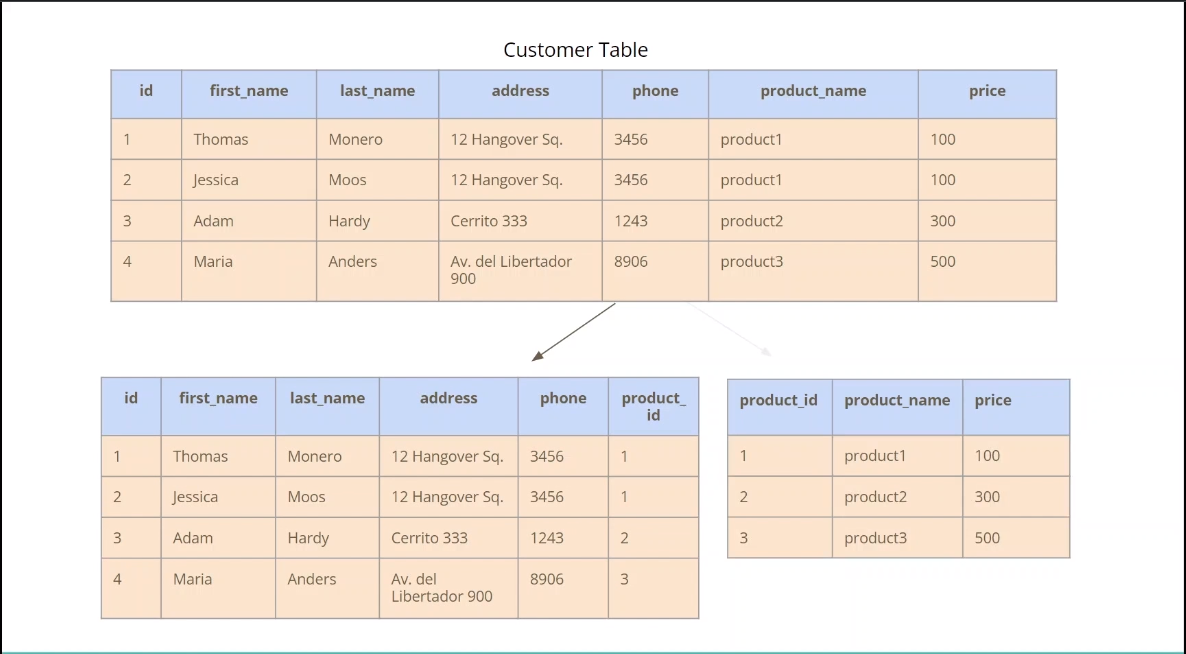 Customer Table
id first_name last_name address phone product_name price
1 Thomas Monero 12 Hangover Sq. 3456 product1 100
2 Jessica Moos 12 Hangover Sq. 3456 product1 100
3 Adam Hardy Cerrito 333 1243 product2 300
4 Maria Anders Av. del Libertador 8906 product3 500
900
id first_name last_name address phone product_
id
1 Thomas Monero 12 Hangover Sq. 3456 1
2 Jessica Moos 12 Hangover Sq. 3456 1
3 Adam Hardy Cerrito 333 1243 2
4 Maria Anders Av. del 8906 3
Libertador 900
product_id product_name price
1 product1 100
2 product2 300
3 product3 500